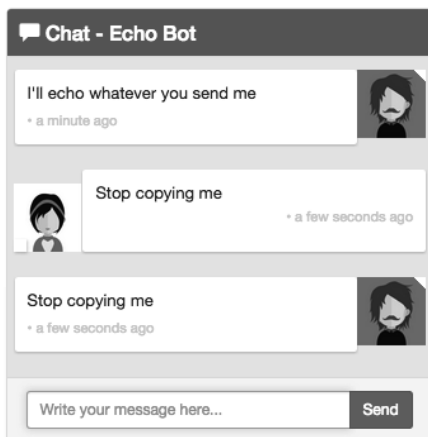 Chat - Echo Bot
I'll echo whatever you send me
• a minute ago
Stop copying me
• a few seconds ago
Stop copying me
• a few seconds ago
Write your message here...
Send